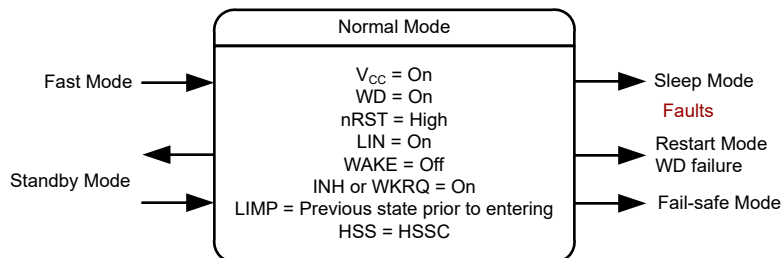 Normal Mode
Fast Mode
Standby Mode
VCC = On
WD = On
nRST = High
LIN = On
WAKE = Off
INH or WKRQ = On
LIMP = Previous state prior to entering
HSS = HSSC
Sleep Mode
Faults
Restart Mode
WD failure
Fail-safe Mode